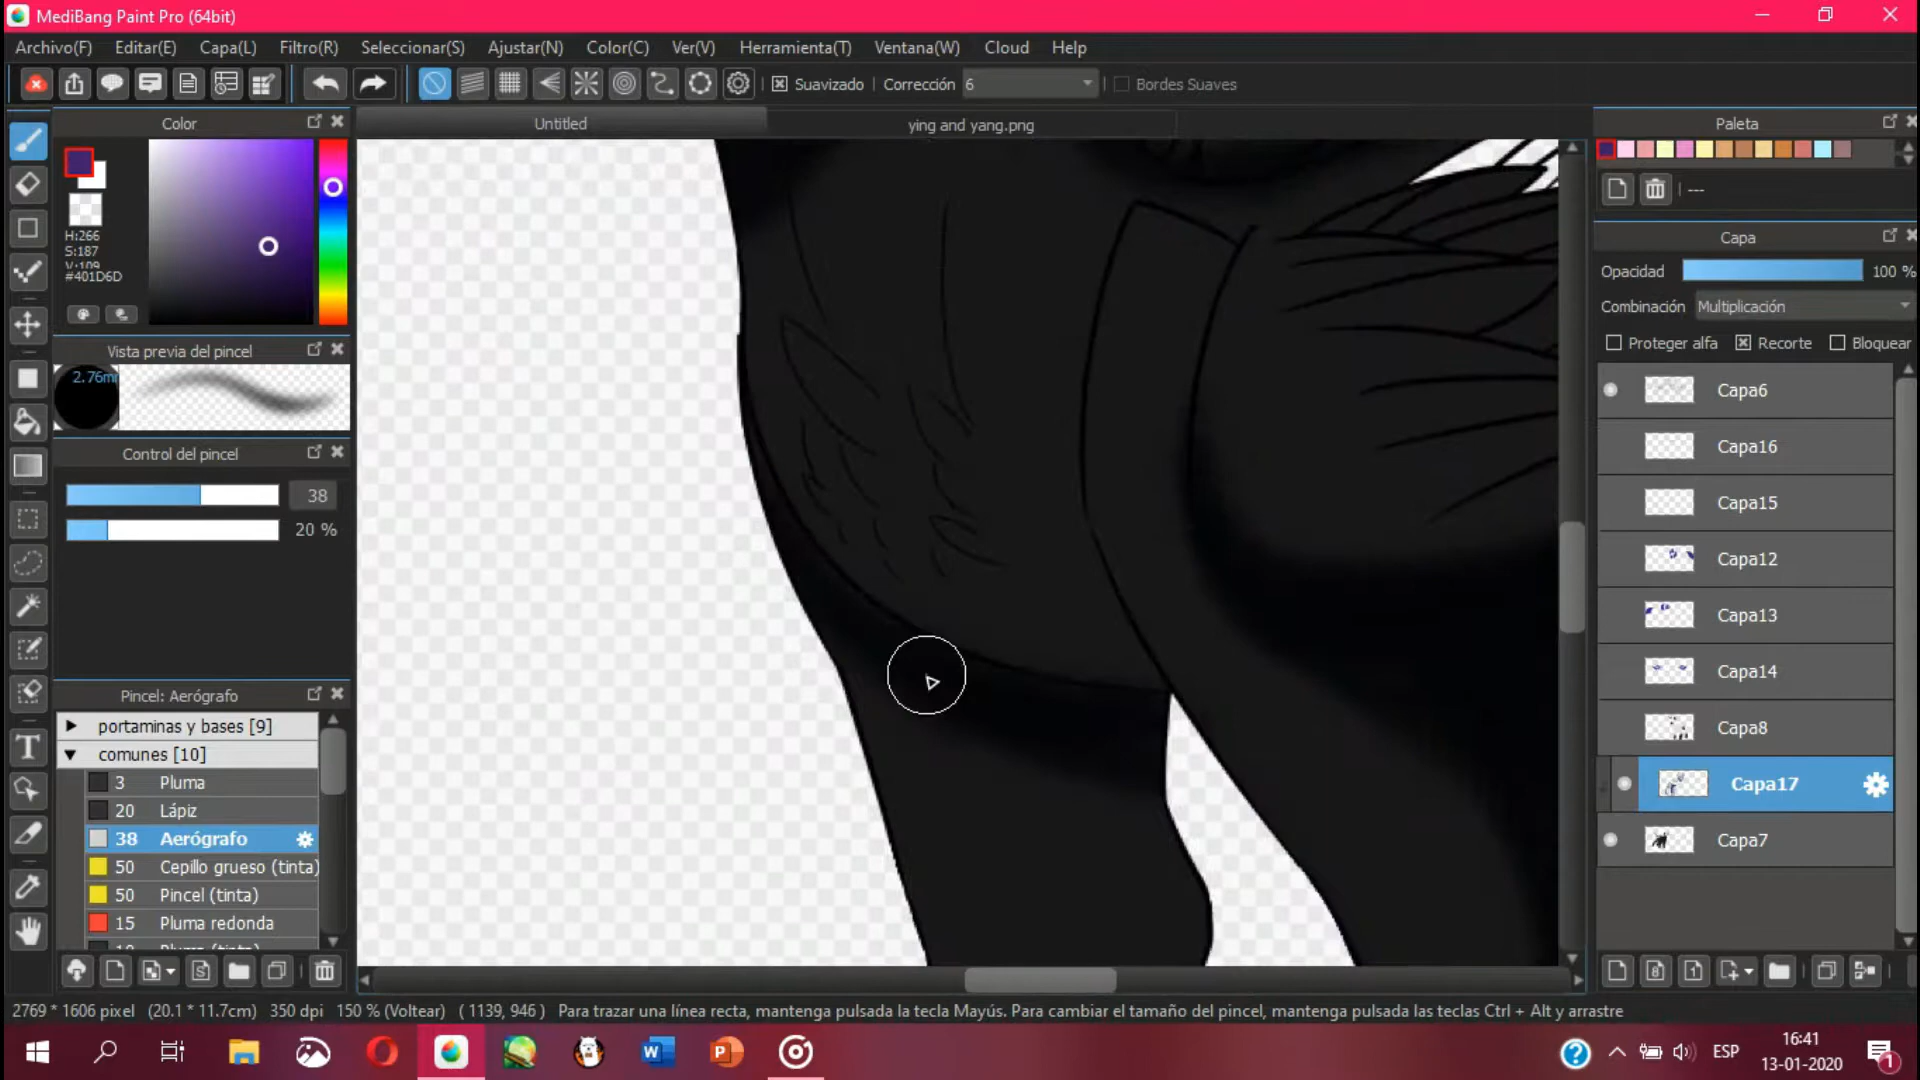 MediBang Paint Pro (64bit)
Archivo(F) Editar(E) Capa(L) Filtro(R) Seleccionar(S) Ajustar(N) Color(C) Ver(V) Herramienta(T) Ventana(W) Cloud Help
Suavizado Corrección 6 Bordes Suaves
Color
Untitled
ying and yang.png
Paleta
H:266
S:187
V:109
#401D6D
---
Capa
Opacidad 100 %
Combinación Multiplicación
Proteger alfa Recorte Bloquear
Vista previa del pincel
2.76m
Control del pincel
38
20 %
Pincel: Aerógrafo
portaminas y bases [9]
comunes [10]
3 Pluma
20 Lápiz
38 Aerógrafo
50 Cepillo grueso (tinta)
50 Pincel (tinta)
15 Pluma redonda
Capa6
Capa16
Capa15
Capa12
Capa13
Capa14
Capa8
Capa17
Capa7
2769 * 1606 pixel (20.1 * 11.7cm) 350 dpi 150 % (Voltear) ( 1139, 946 ) Para trazar una línea recta, mantenga pulsada la tecla Mayús. Para cambiar el tamaño del pincel, mantenga pulsadas las teclas Ctrl + Alt y arrastre
ESP
16:41
13-01-2020
1